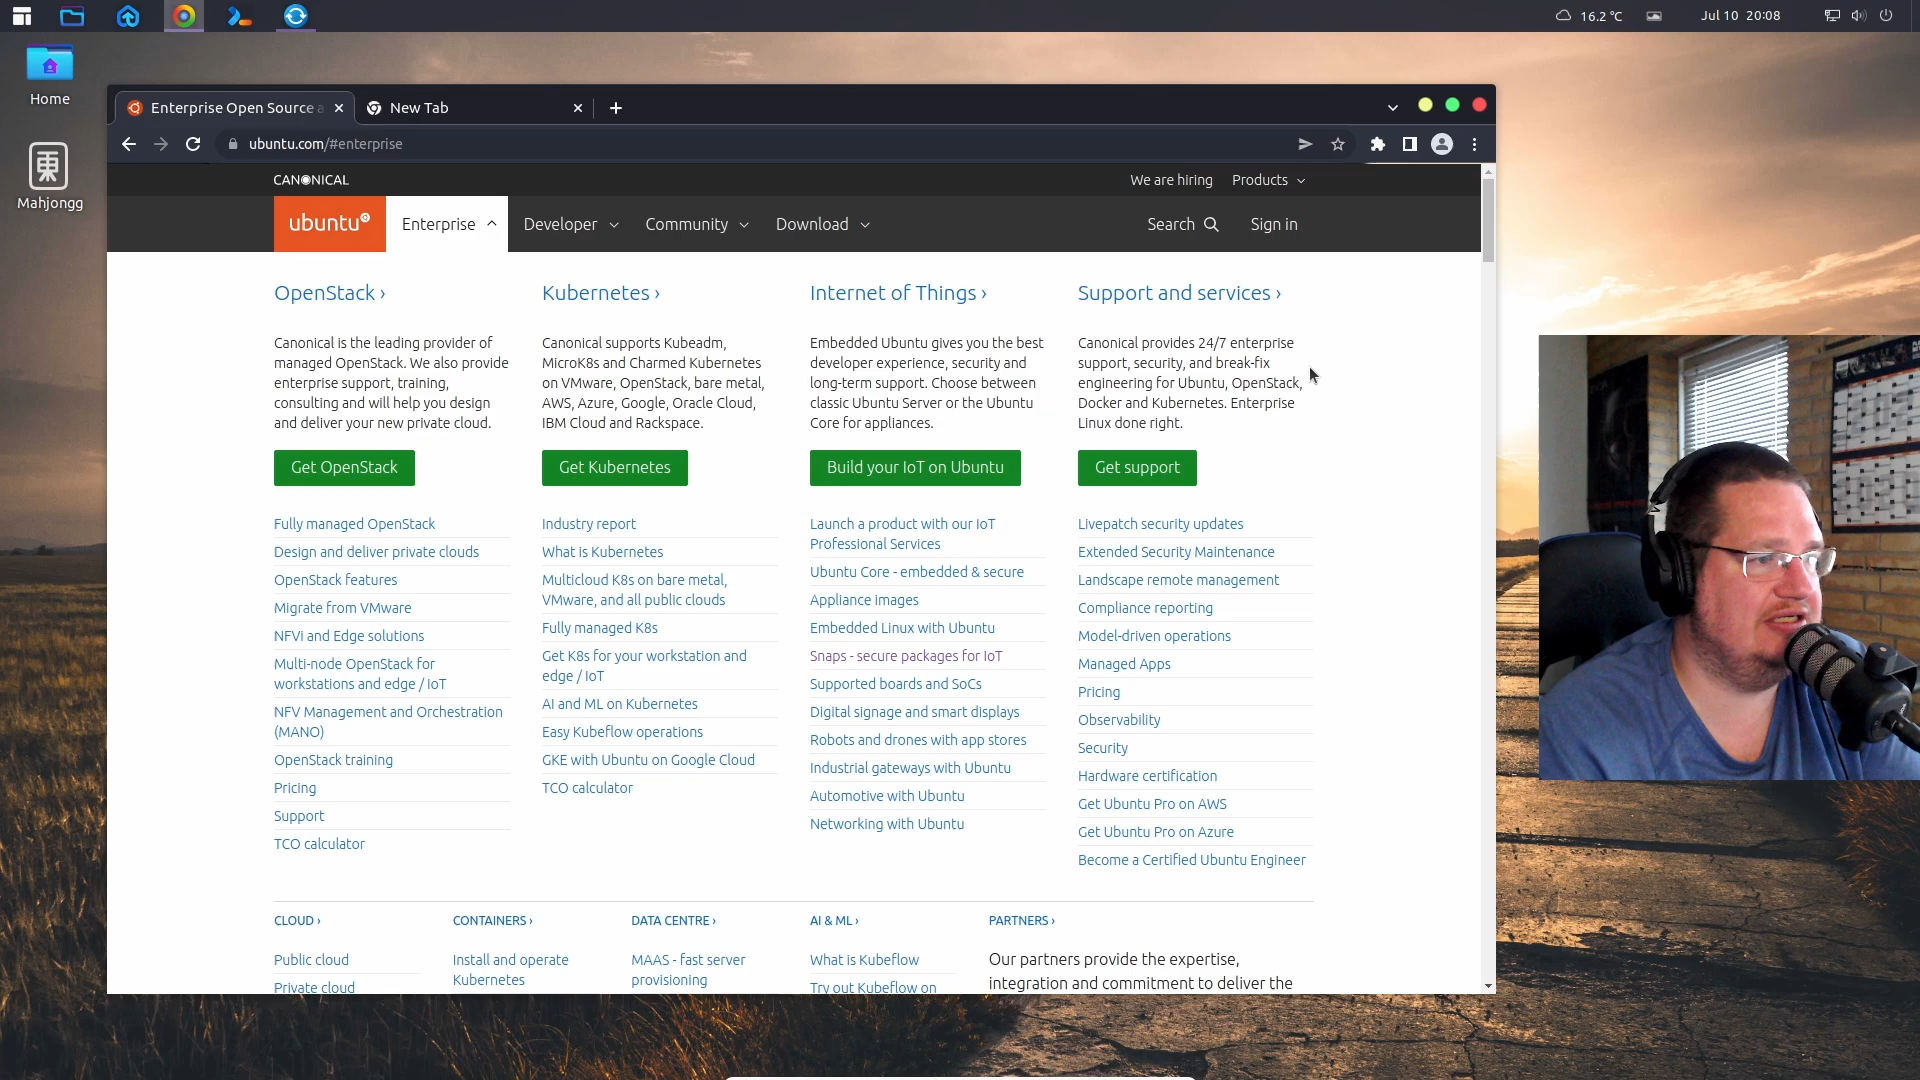 16.2 °C
Jul 10 20:08
Home
東
Mahjongg
Enterprise Open Source a
New Tab
ubuntu.com/#enterprise
CANONICAL
We are hiring
Products
ubuntu
Enterprise
Developer
Community
Download
Search
Sign in
OpenStack ›
Canonical is the leading provider of
managed OpenStack. We also provide
enterprise support, training,
consulting and will help you design
and deliver your new private cloud.
Get OpenStack
Fully managed OpenStack
Design and deliver private clouds
OpenStack features
Migrate from VMware
NFVi and Edge solutions
Multi-node OpenStack for
workstations and edge / IoT
NFV Management and Orchestration
(MANO)
OpenStack training
Pricing
Support
TCO calculator
Kubernetes ›
Canonical supports Kubeadm,
MicroK8s and Charmed Kubernetes
on VMware, OpenStack, bare metal,
AWS, Azure, Google, Oracle Cloud,
IBM Cloud and Rackspace.
Get Kubernetes
Industry report
What is Kubernetes
Multicloud K8s on bare metal,
VMware, and all public clouds
Fully managed K8s
Get K8s for your workstation and
edge / IoT
AI and ML on Kubernetes
Easy Kubeflow operations
GKE with Ubuntu on Google Cloud
TCO calculator
Internet of Things ›
Embedded Ubuntu gives you the best
developer experience, security and
long-term support. Choose between
classic Ubuntu Server or the Ubuntu
Core for appliances.
Build your IoT on Ubuntu
Launch a product with our IoT
Professional Services
Ubuntu Core - embedded & secure
Appliance images
Embedded Linux with Ubuntu
Snaps - secure packages for IoT
Supported boards and SoCs
Digital signage and smart displays
Robots and drones with app stores
Industrial gateways with Ubuntu
Automotive with Ubuntu
Networking with Ubuntu
Support and services ›
Canonical provides 24/7 enterprise
support, security, and break-fix
engineering for Ubuntu, OpenStack,
Docker and Kubernetes. Enterprise
Linux done right.
Get support
Livepatch security updates
Extended Security Maintenance
Landscape remote management
Compliance reporting
Model-driven operations
Managed Apps
Pricing
Observability
Security
Hardware certification
Get Ubuntu Pro on AWS
Get Ubuntu Pro on Azure
Become a Certified Ubuntu Engineer
CLOUD ›
Public cloud
Private cloud
CONTAINERS ›
Install and operate
Kubernetes
DATA CENTRE ›
MAAS - fast server
provisioning
AI & ML ›
What is Kubeflow
Try out Kubeflow on
PARTNERS ›
Our partners provide the expertise,
integration and commitment to deliver the